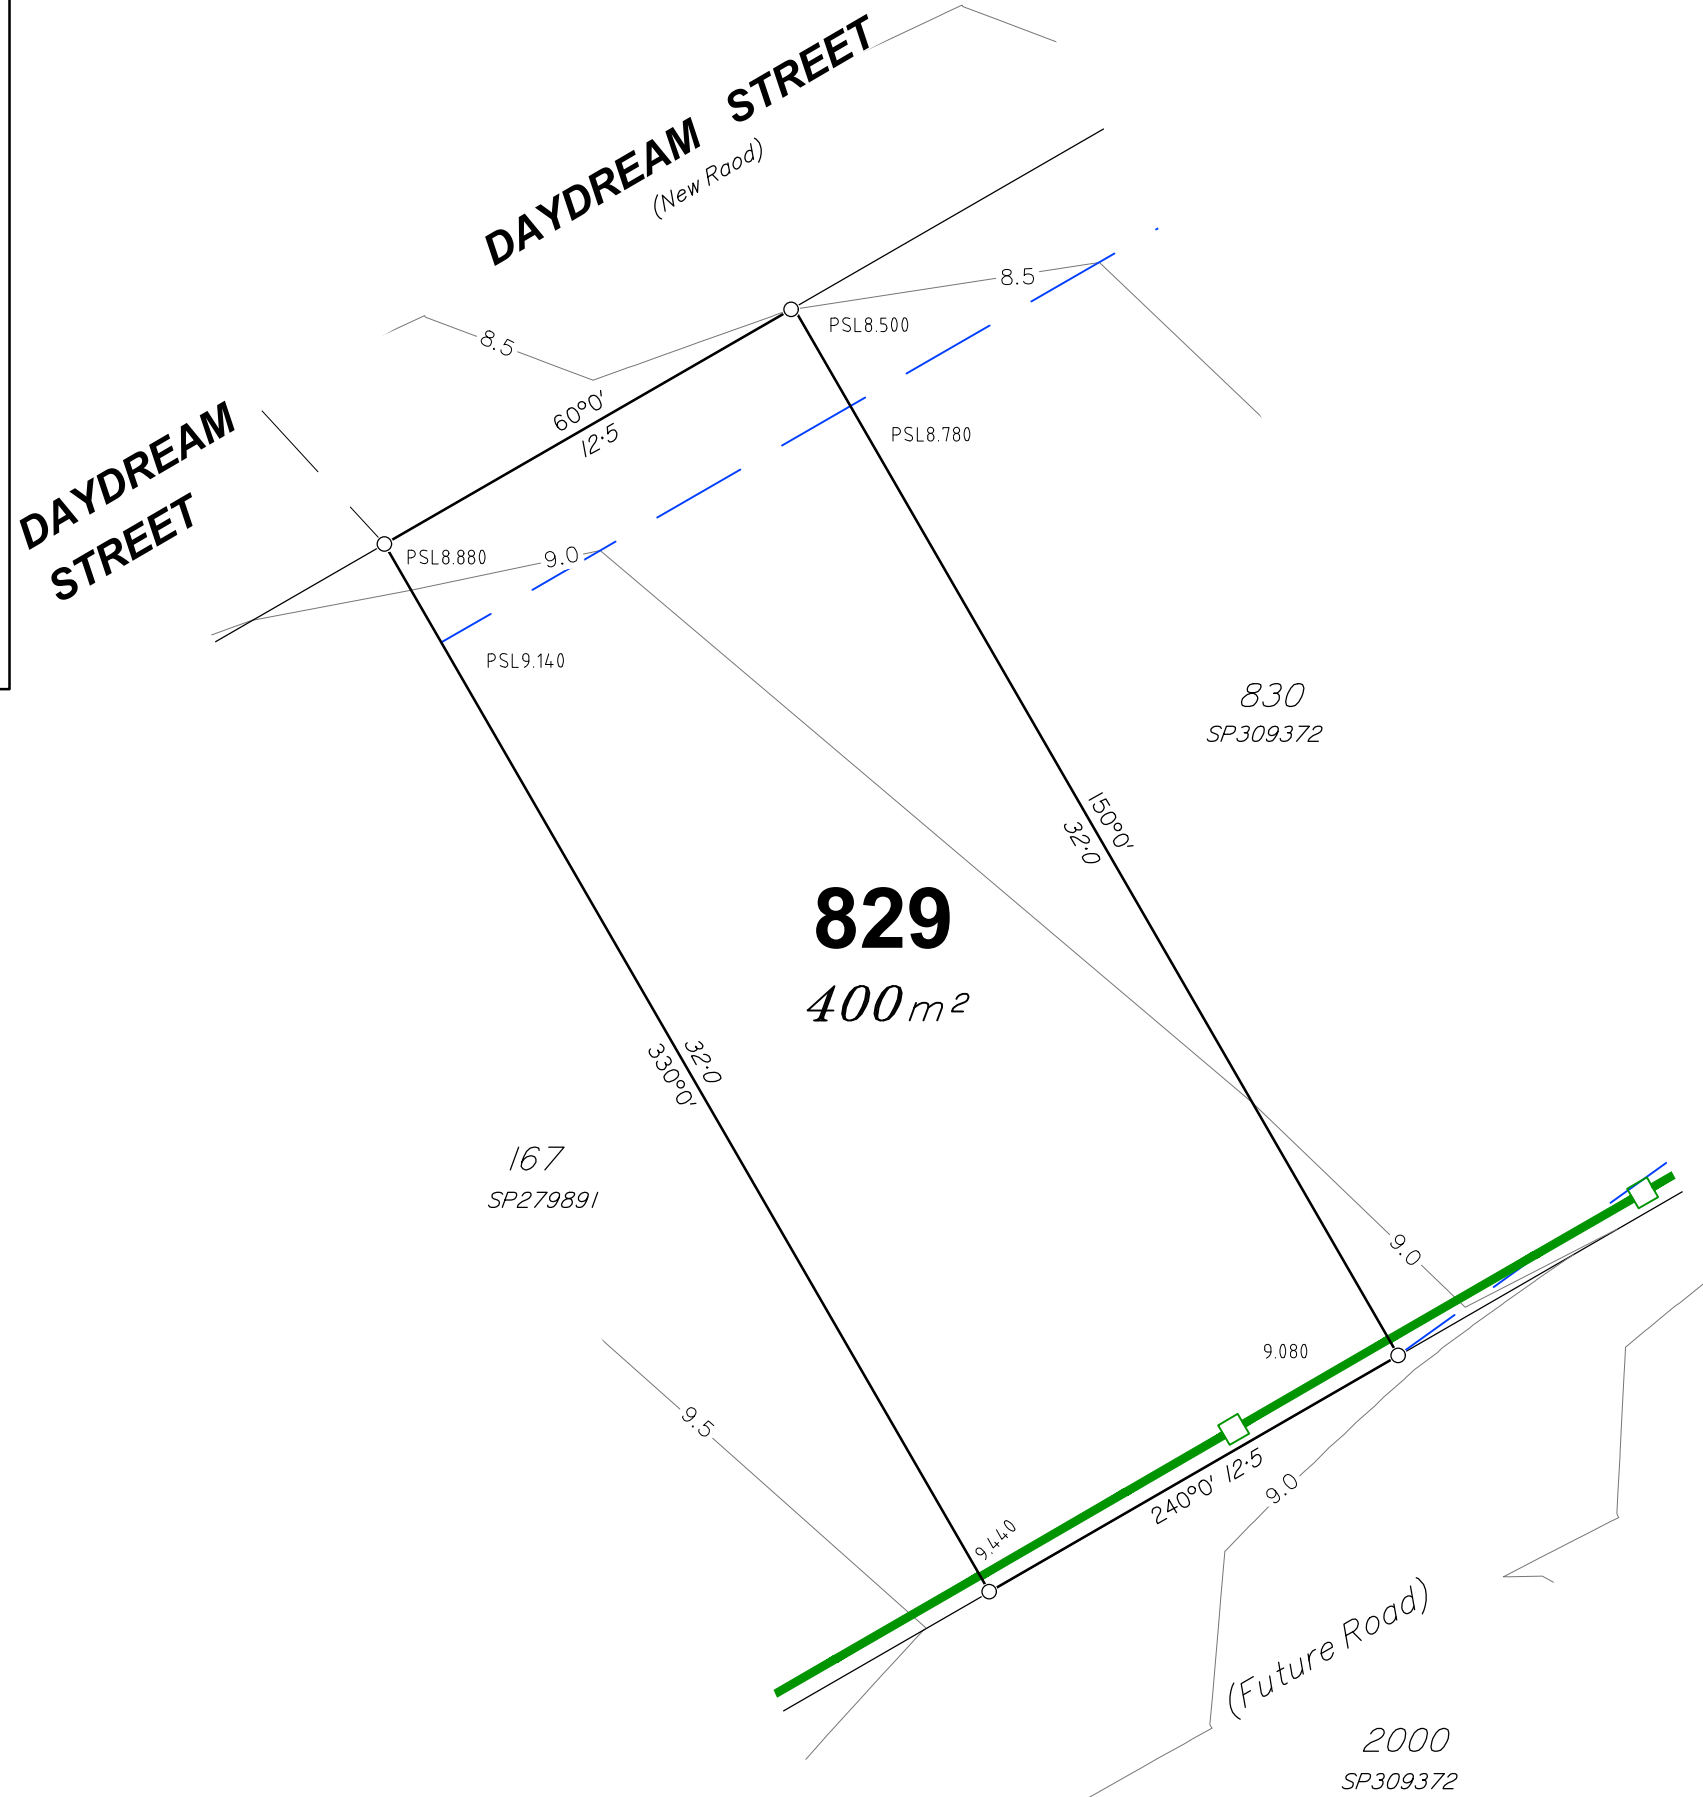 DAYDREAM STREET
(New Raod)
8.5
PSL8.500
8.5
60°0'
12·5
PSL8.780
DAYDREAM
STREET
PSL8.880
9.0
PSL9.140
830
SP309372
150°0'
32·0
829
400m²
32·0
330°0'
167
SP279891
9.0
9.080
9.5
12·5
240°0'
9.0
9.440
(Future Road)
2000
SP309372